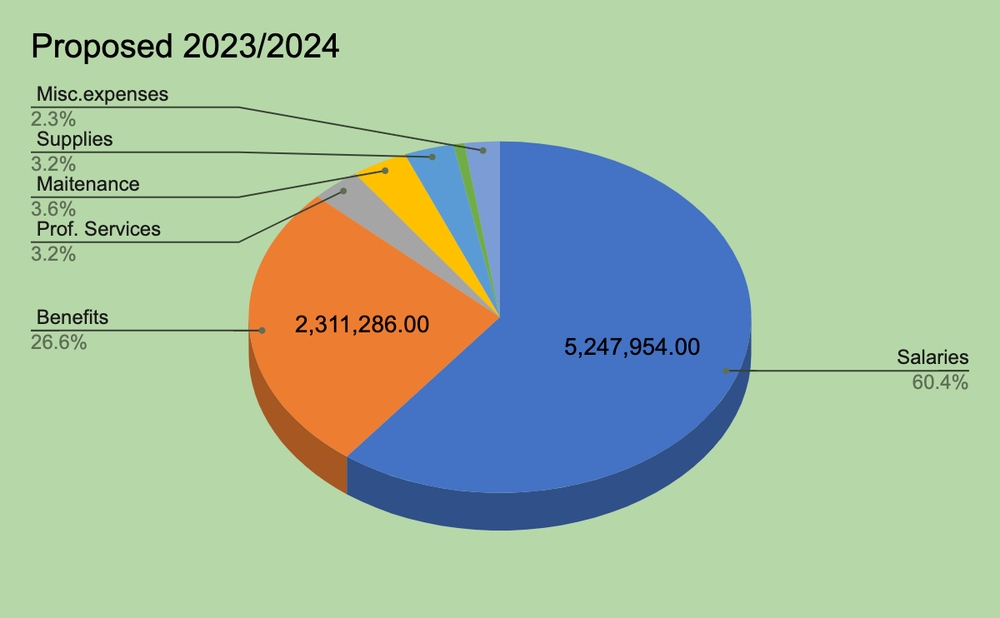 Proposed 2023/2024
Misc.expenses
2.3%
Supplies
3.2%
Maitenance
3.6%
Prof. Services
3.2%
Benefits
26.6%
2,311,286.00
5,247,954.00
Salaries
60.4%